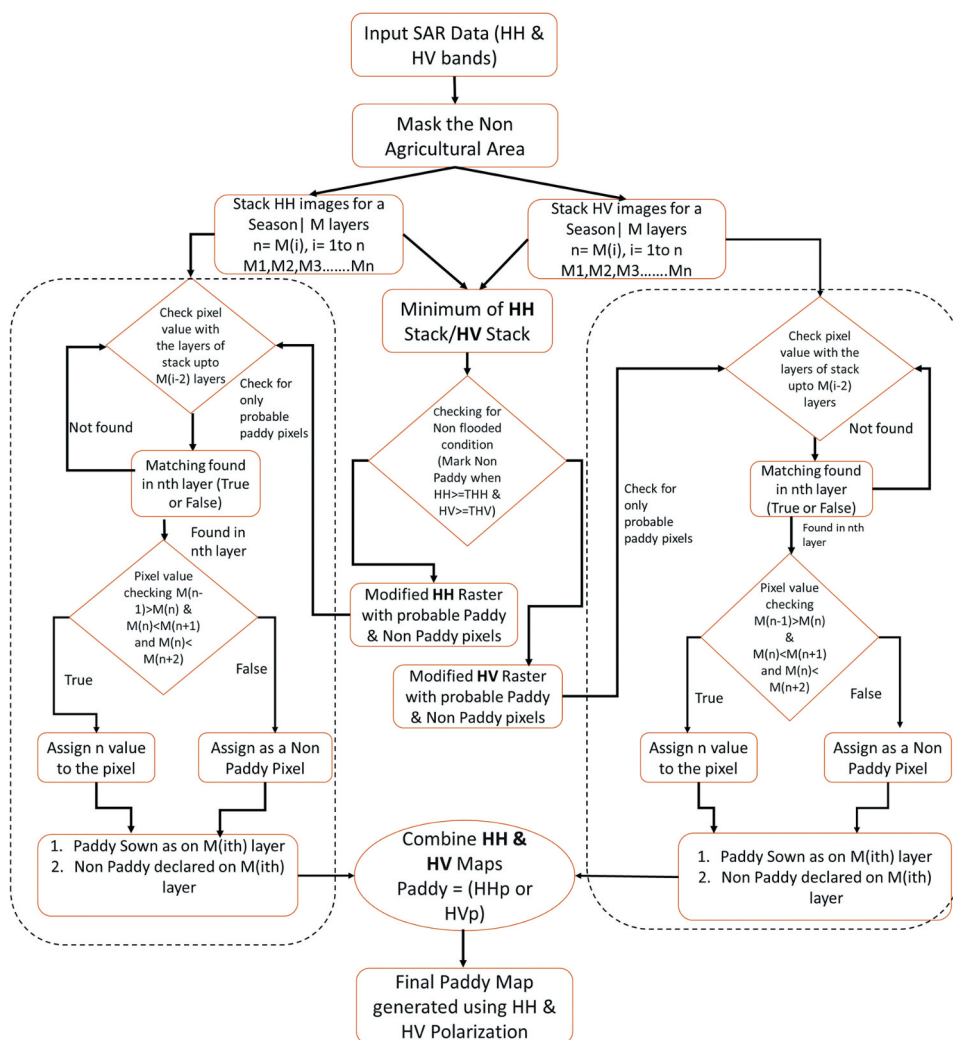 Input SAR Data (HH &
HV bands)
Mask the Non
Agricultural Area
Stack HH images for a
Season| M layers
n= M(i), i= 1to n
M1,M2,M3.......Mn
Stack HV images for a
Season| M layers
n= M(i), i= 1to n
M1,M2,M3.......Mn
Minimum of HH
Stack/HV Stack
Check pixel
value with
the layers of
stack upto
M(i-2) layers
Check for
only
probable
paddy pixels
Not found
Matching found
in nth layer (True
or False)
Found in
nth layer
Pixel value
checking M(n-
1)>M(n) &
M(n)<M(n+1)
and M(n)<
M(n+2)
True
False
Assign n value
to the pixel
Assign as a Non
Paddy Pixel
1. Paddy Sown as on M(ith) layer
2. Non Paddy declared on M(ith)
layer
Checking for
Non flooded
condition
(Mark Non
Paddy when
HH>=THH &
HV>=THV)
Modified HH Raster
with probable Paddy
& Non Paddy pixels
Modified HV Raster
with probable Paddy
& Non Paddy pixels
Check for
only
probable
paddy pixels
Check pixel
value with the
layers of stack
upto M(i-2)
layers
Not found
Matching found
in nth layer
(True or False)
Found in nth
layer
Pixel value
checking
M(n-1)>M(n)
&
M(n)<M(n+1)
and M(n)<
M(n+2)
True
False
Assign n value
to the pixel
Assign as a Non
Paddy Pixel
1. Paddy Sown as on M(ith) layer
2. Non Paddy declared on M(ith)
layer
Combine HH &
HV Maps
Paddy = (HHp or
HVp)
Final Paddy Map
generated using HH &
HV Polarization